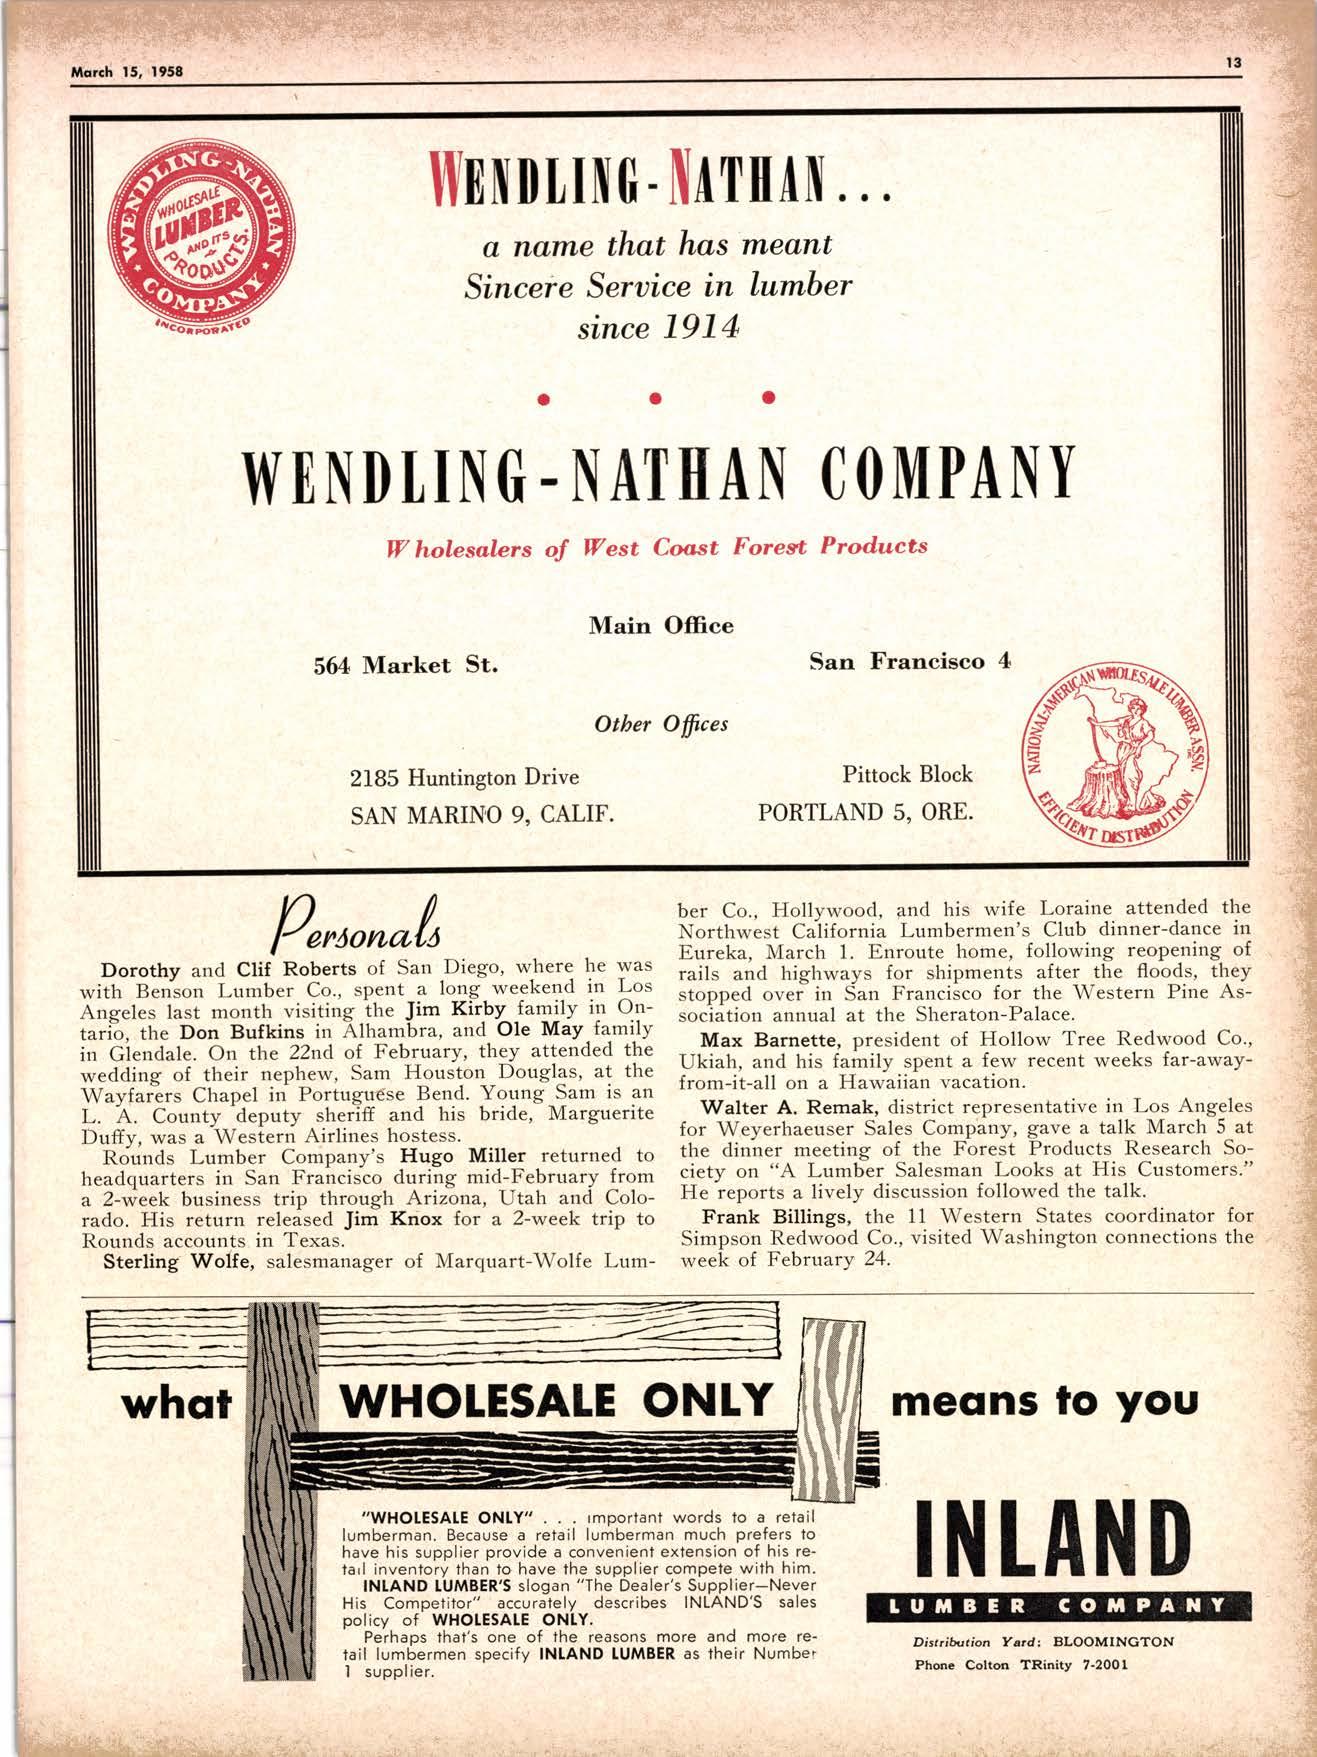 March 15, 1958
13
WENDLING-NATHAN
WHOLESALE
LUMBER
AND ITS
PRODUCTS.
COMPANY
INCORPORATED
WENDLING-NATHAN...
a name that has meant
Sincere Service in lumber
since 1914
WENDLING-NATHAN COMPANY
Wholesalers of West Coast Forest Products
Main Office
564 Market St.
San Francisco 4
Other Offices
2185 Huntington Drive
SAN MARINO 9, CALIF.
Pittock Block
PORTLAND 5, ORE.
NATIONAL-AMERICAN WHOLESALE LUMBER ASSN. INC.
EFFICIENT DISTRIBUTION
Personals
Dorothy and Clif Roberts of San Diego, where he was
with Benson Lumber Co., spent a long weekend in Los
Angeles last month visiting the Jim Kirby family in On-
tario, the Don Bufkins in Alhambra, and Ole May family
in Glendale. On the 22nd of February, they attended the
wedding of their nephew, Sam Houston Douglas, at the
Wayfarers Chapel in Portuguese Bend. Young Sam is an
L. A. County deputy sheriff and his bride, Marguerite
Duffy, was a Western Airlines hostess.
Rounds Lumber Company's Hugo Miller returned to
headquarters in San Francisco during mid-February from
a 2-week business trip through Arizona, Utah and Colo-
rado. His return released Jim Knox for a 2-week trip to
Rounds accounts in Texas.
Sterling Wolfe, salesmanager of Marquart-Wolfe Lum-
ber Co., Hollywood, and his wife Loraine attended the
Northwest California Lumbermen's Club dinner-dance in
Eureka, March 1. Enroute home, following reopening of
rails and highways for shipments after the floods, they
stopped over in San Francisco for the Western Pine As-
sociation annual at the Sheraton-Palace.
Max Barnette, president of Hollow Tree Redwood Co.,
Ukiah, and his family spent a few recent weeks far-away-
from-it-all on a Hawaiian vacation.
Walter A. Remak, district representative in Los Angeles
for Weyerhaeuser Sales Company, gave a talk March 5 at
the dinner meeting of the Forest Products Research So-
ciety on "A Lumber Salesman Looks at His Customers."
He reports a lively discussion followed the talk.
Frank Billings, the 11 Western States coordinator for
Simpson Redwood Co., visited Washington connections the
week of February 24.
what WHOLESALE ONLY means to you
"WHOLESALE ONLY" . . . important words to a retail
lumberman. Because a retail lumberman much prefers to
have his supplier provide a convenient extension of his re-
tail inventory than to have the supplier compete with him.
INLAND LUMBER'S slogan "The Dealer's Supplier—Never
His Competitor" accurately describes INLAND'S sales
policy of WHOLESALE ONLY.
Perhaps that's one of the reasons more and more re-
tail lumbermen specify INLAND LUMBER as their Number
1 supplier.
INLAND
LUMBER COMPANY
Distribution Yard: BLOOMINGTON
Phone Colton TRinity 7-2001